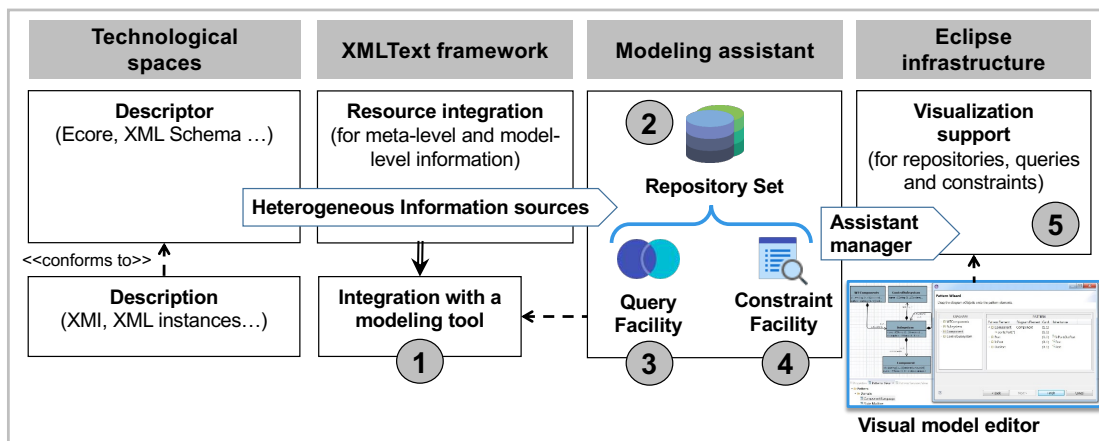 Technological
spaces
XMLText framework
Modeling assistant
Eclipse
infrastructure
Descriptor
(Ecore, XML Schema …)
Resource integration
(for meta-level and model-
level information)
2
Repository Set
Visualization
support
(for repositories, queries
and constraints)
5
Heterogeneous Information sources
Assistant
manager
<<conforms to>>
Description
(XMI, XML instances…)
Integration with a
modeling tool
1
Query
Facility
3
Constraint
Facility
4
Pattern Wizard
Visual model editor